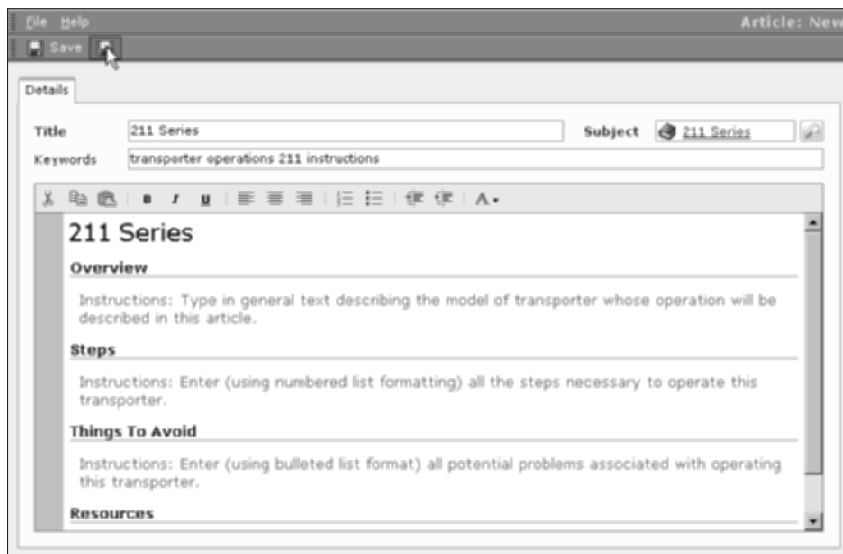 File Help Article: New
Save
Details
Title 211 Series Subject 211 Series
Keywords transporter operations 211 instructions
B I U A
211 Series
Overview
Instructions: Type in general text describing the model of transporter whose operation will be
described in this article.
Steps
Instructions: Enter (using numbered list formatting) all the steps necessary to operate this
transporter.
Things To Avoid
Instructions: Enter (using bulleted list format) all potential problems associated with operating
this transporter.
Resources